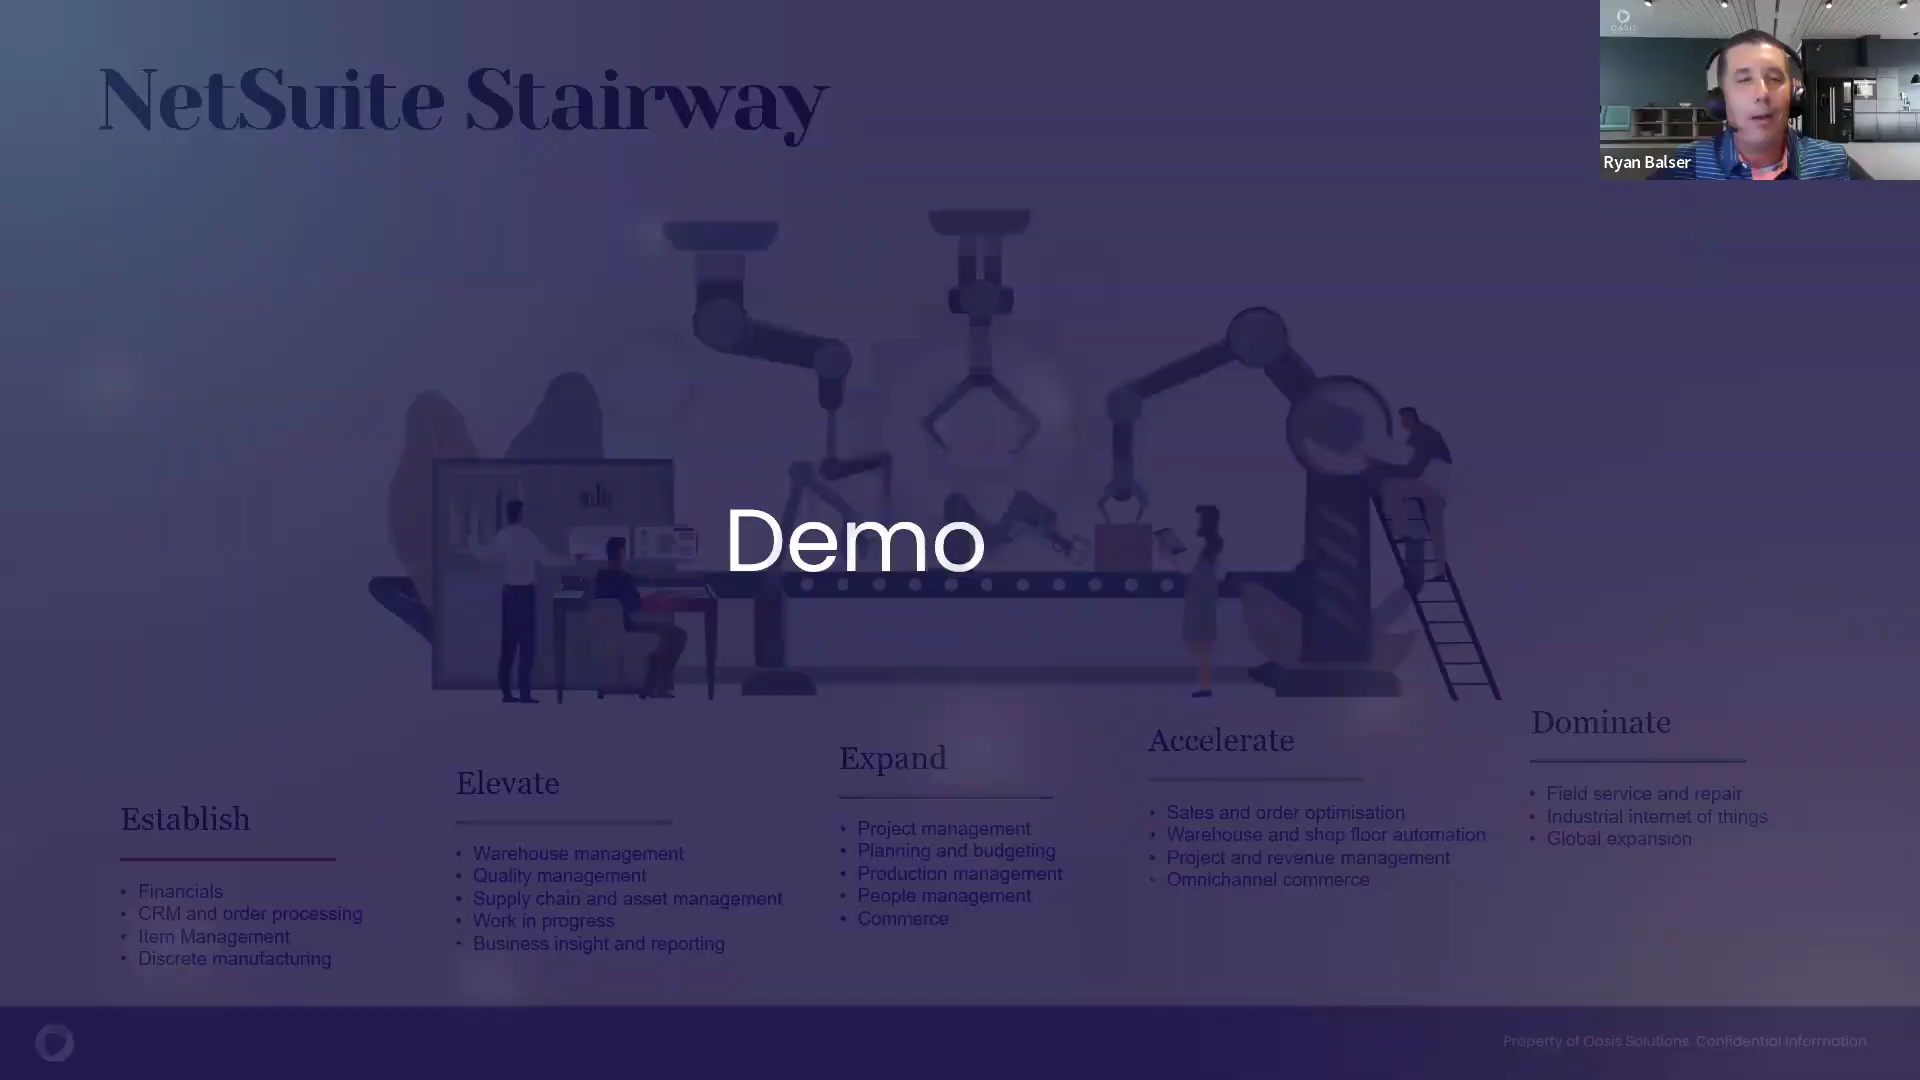 NetSuite Stairway
OASIS
Ryan Balser
Demo
Establish
• Financials
• CRM and order processing
• Item Management
• Discrete manufacturing
Elevate
• Warehouse management
• Quality management
• Supply chain and asset management
• Work in progress
• Business insight and reporting
Expand
• Project management
• Planning and budgeting
• Production management
• People management
• Commerce
Accelerate
• Sales and order optimisation
• Warehouse and shop floor automation
• Project and revenue management
• Omnichannel commerce
Dominate
• Field service and repair
• Industrial internet of things
• Global expansion
Property of Oasis Solutions. Confidential Information.